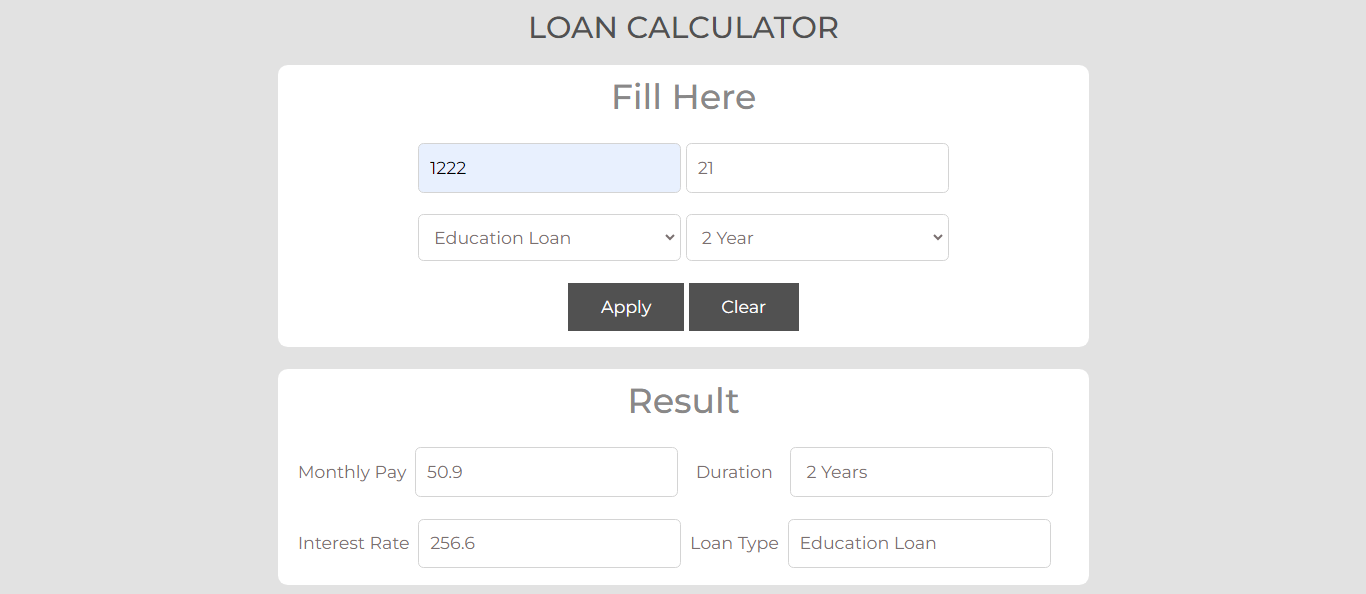 LOAN CALCULATOR
Fill Here
1222 21
Education Loan 2 Year
Apply Clear
Result
Monthly Pay 50.9 Duration 2 Years
Interest Rate 256.6 Loan Type Education Loan